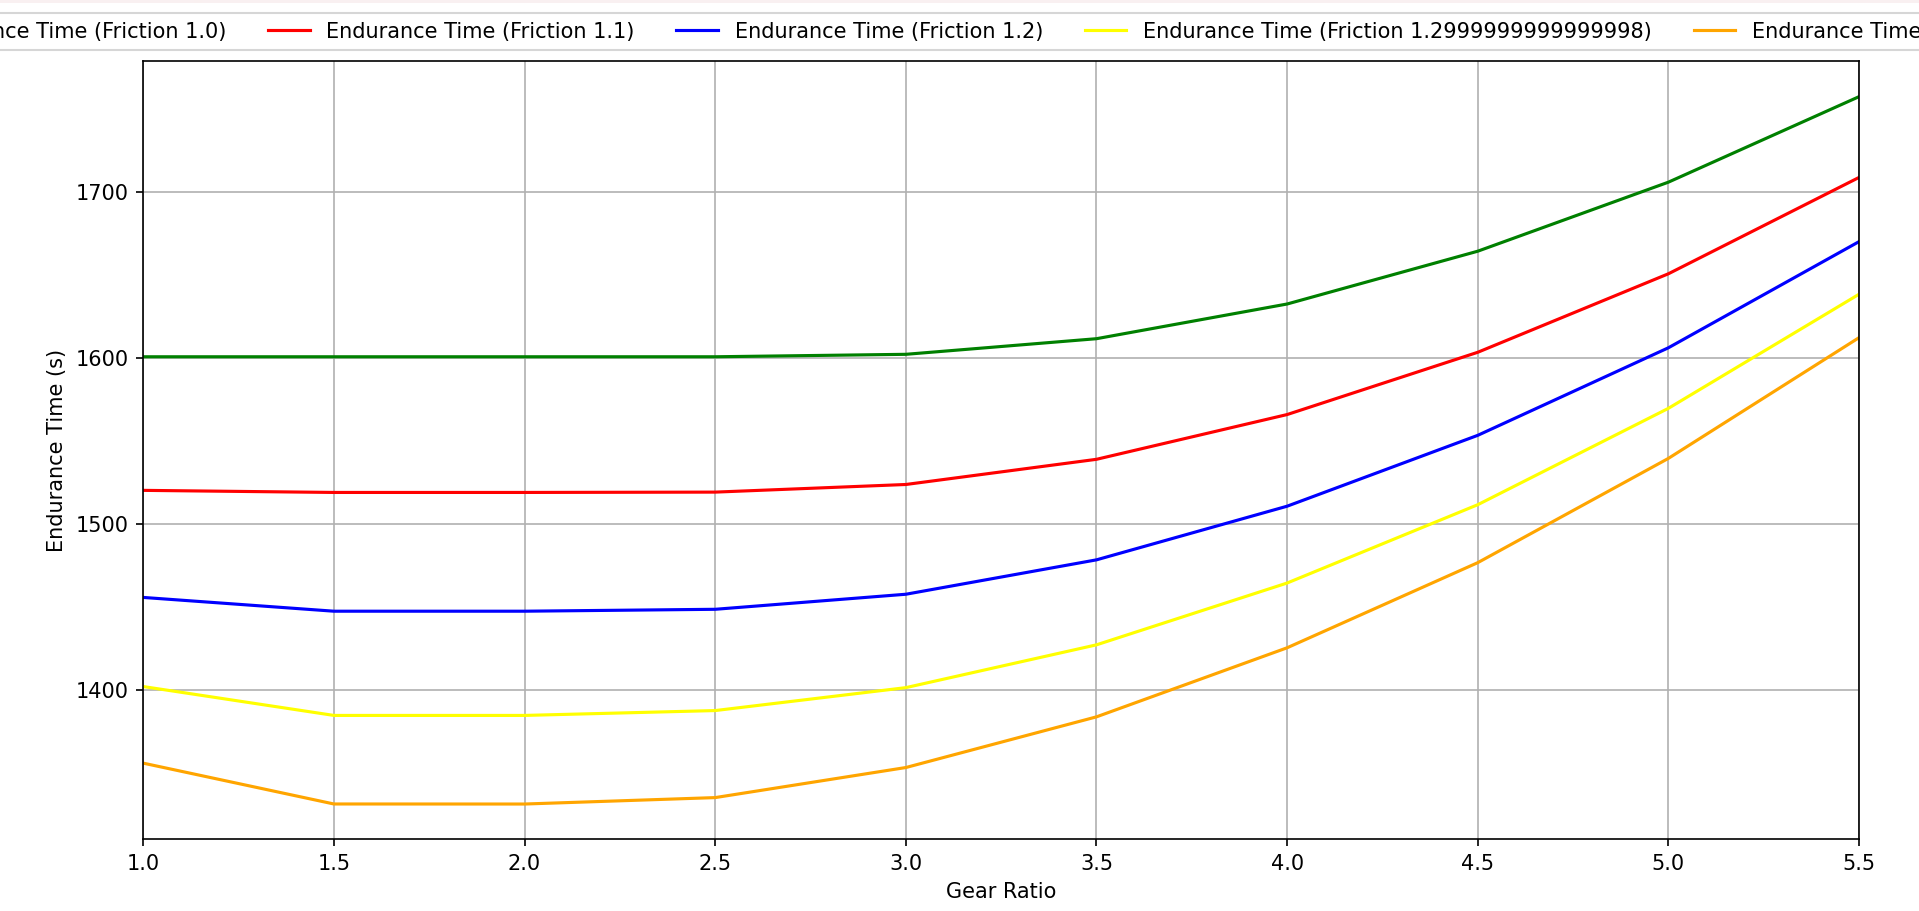 nce Time (Friction 1.0) Endurance Time (Friction 1.1) Endurance Time (Friction 1.2) Endurance Time (Friction 1.2999999999999998) Endurance Time
1700
1600
1500
1400
Endurance Time (s)
1.0 1.5 2.0 2.5 3.0 3.5 4.0 4.5 5.0 5.5
Gear Ratio